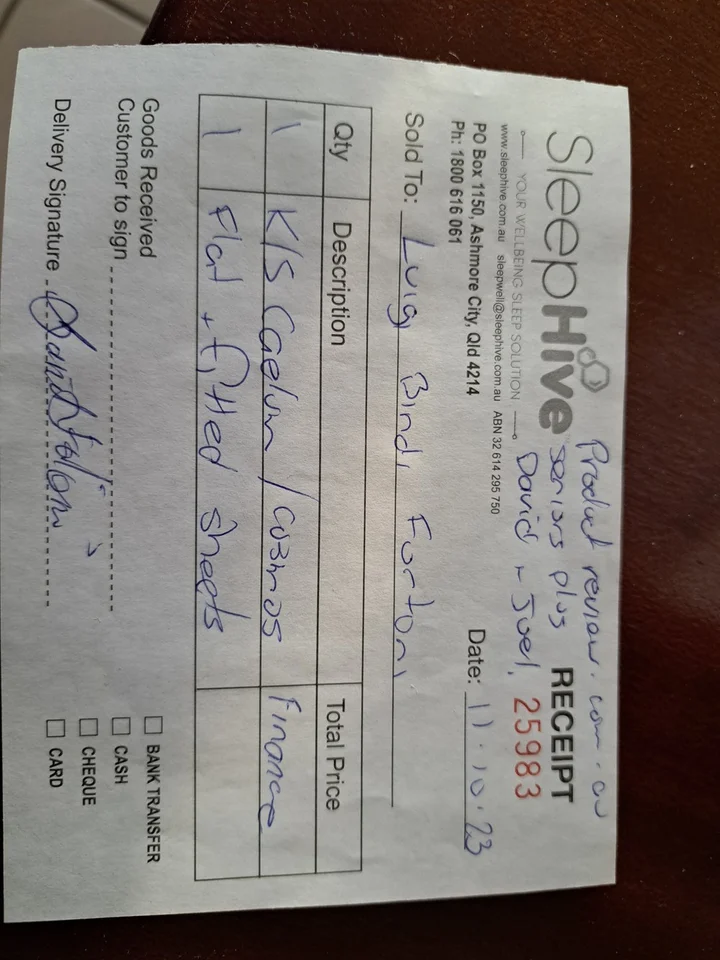 Product review.com.au
SleepHive seniors plus RECEIPT
YOUR WELLBEING SLEEP SOLUTION David + Juel, 25983
www.sleephive.com.au sleepwell@sleephive.com.au ABN 32 614 295 750
PO Box 1150, Ashmore City, Qld 4214
Ph: 1800 616 061
Date: 11.10.23
Sold To: Luigi Bindi Furtoni
Qty Description Total Price
1 K/S Caelum / Cosmos Finance
1 Flat + fitted sheets
Goods Received
Customer to sign
Delivery Signature
BANK TRANSFER
CASH
CHEQUE
CARD